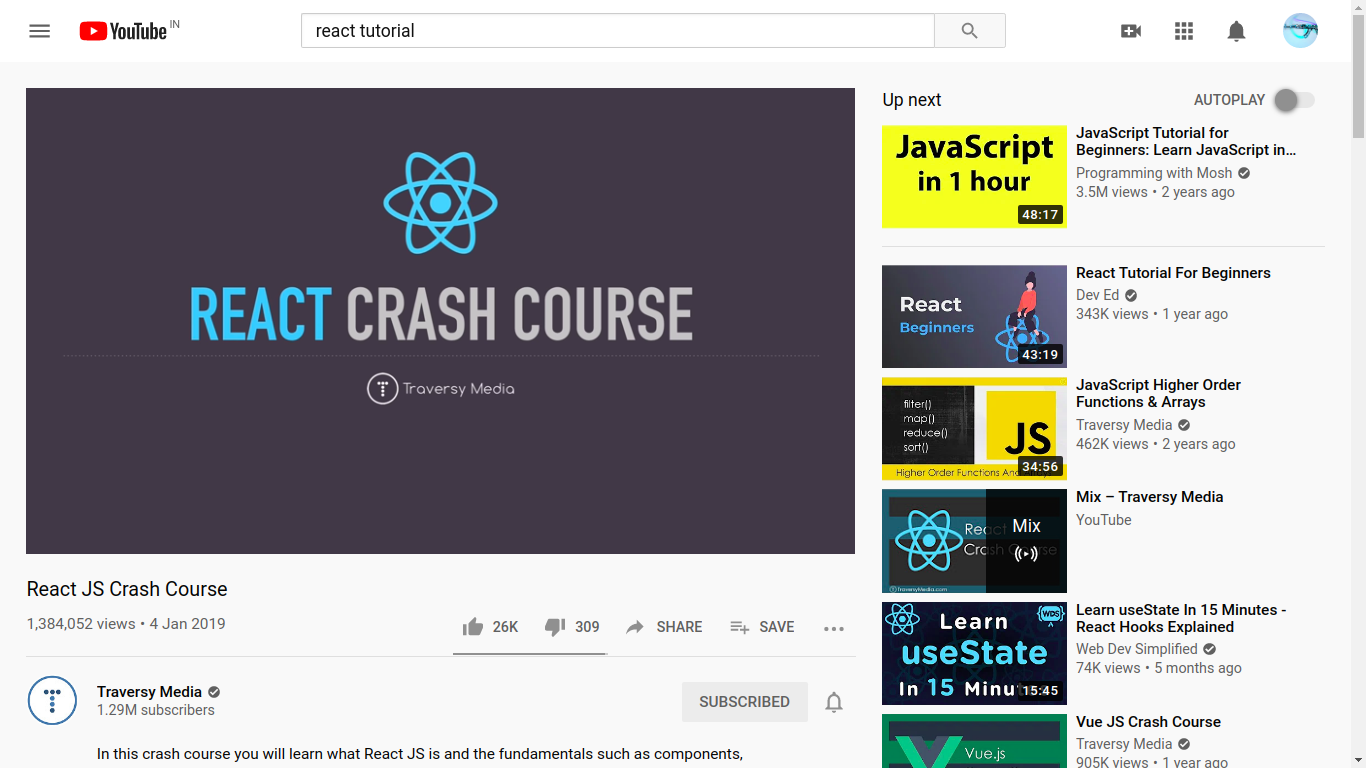 YouTube IN
react tutorial
REACT CRASH COURSE
Traversy Media
React JS Crash Course
1,384,052 views • 4 Jan 2019
26K
309
SHARE
SAVE
Traversy Media
1.29M subscribers
SUBSCRIBED
In this crash course you will learn what React JS is and the fundamentals such as components,
Up next
AUTOPLAY
JavaScript
in 1 hour
48:17
JavaScript Tutorial for
Beginners: Learn JavaScript in...
Programming with Mosh
3.5M views • 2 years ago
React
Beginners
43:19
React Tutorial For Beginners
Dev Ed
343K views • 1 year ago
filter()
map()
reduce()
sort()
JS
Higher Order Functions And
34:56
JavaScript Higher Order
Functions & Arrays
Traversy Media
462K views • 2 years ago
React
Crash Course
TraversyMedia.com
Mix
Mix – Traversy Media
YouTube
Learn
WDS
useState
In 15 Minu
15:45
Learn useState In 15 Minutes -
React Hooks Explained
Web Dev Simplified
74K views • 5 months ago
Vue.js
Vue JS Crash Course
Traversy Media
905K views • 1 year ago